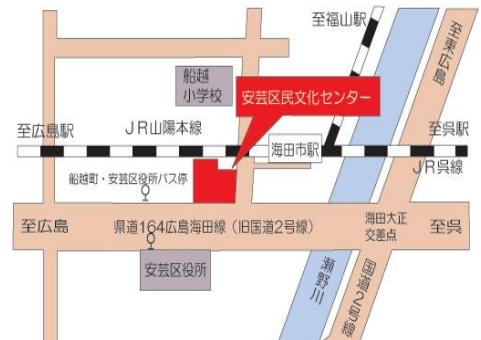 至福山駅
至東広島
船越
小学校
安芸区民文化センター
至広島駅
JR山陽本線
海田市駅
至呉駅
JR呉線
船越町・安芸区役所バス停
至広島
県道164広島海田線（旧国道2号線）
海田大正
交差点
至呉
安芸区役所
瀬野川
国道2号線